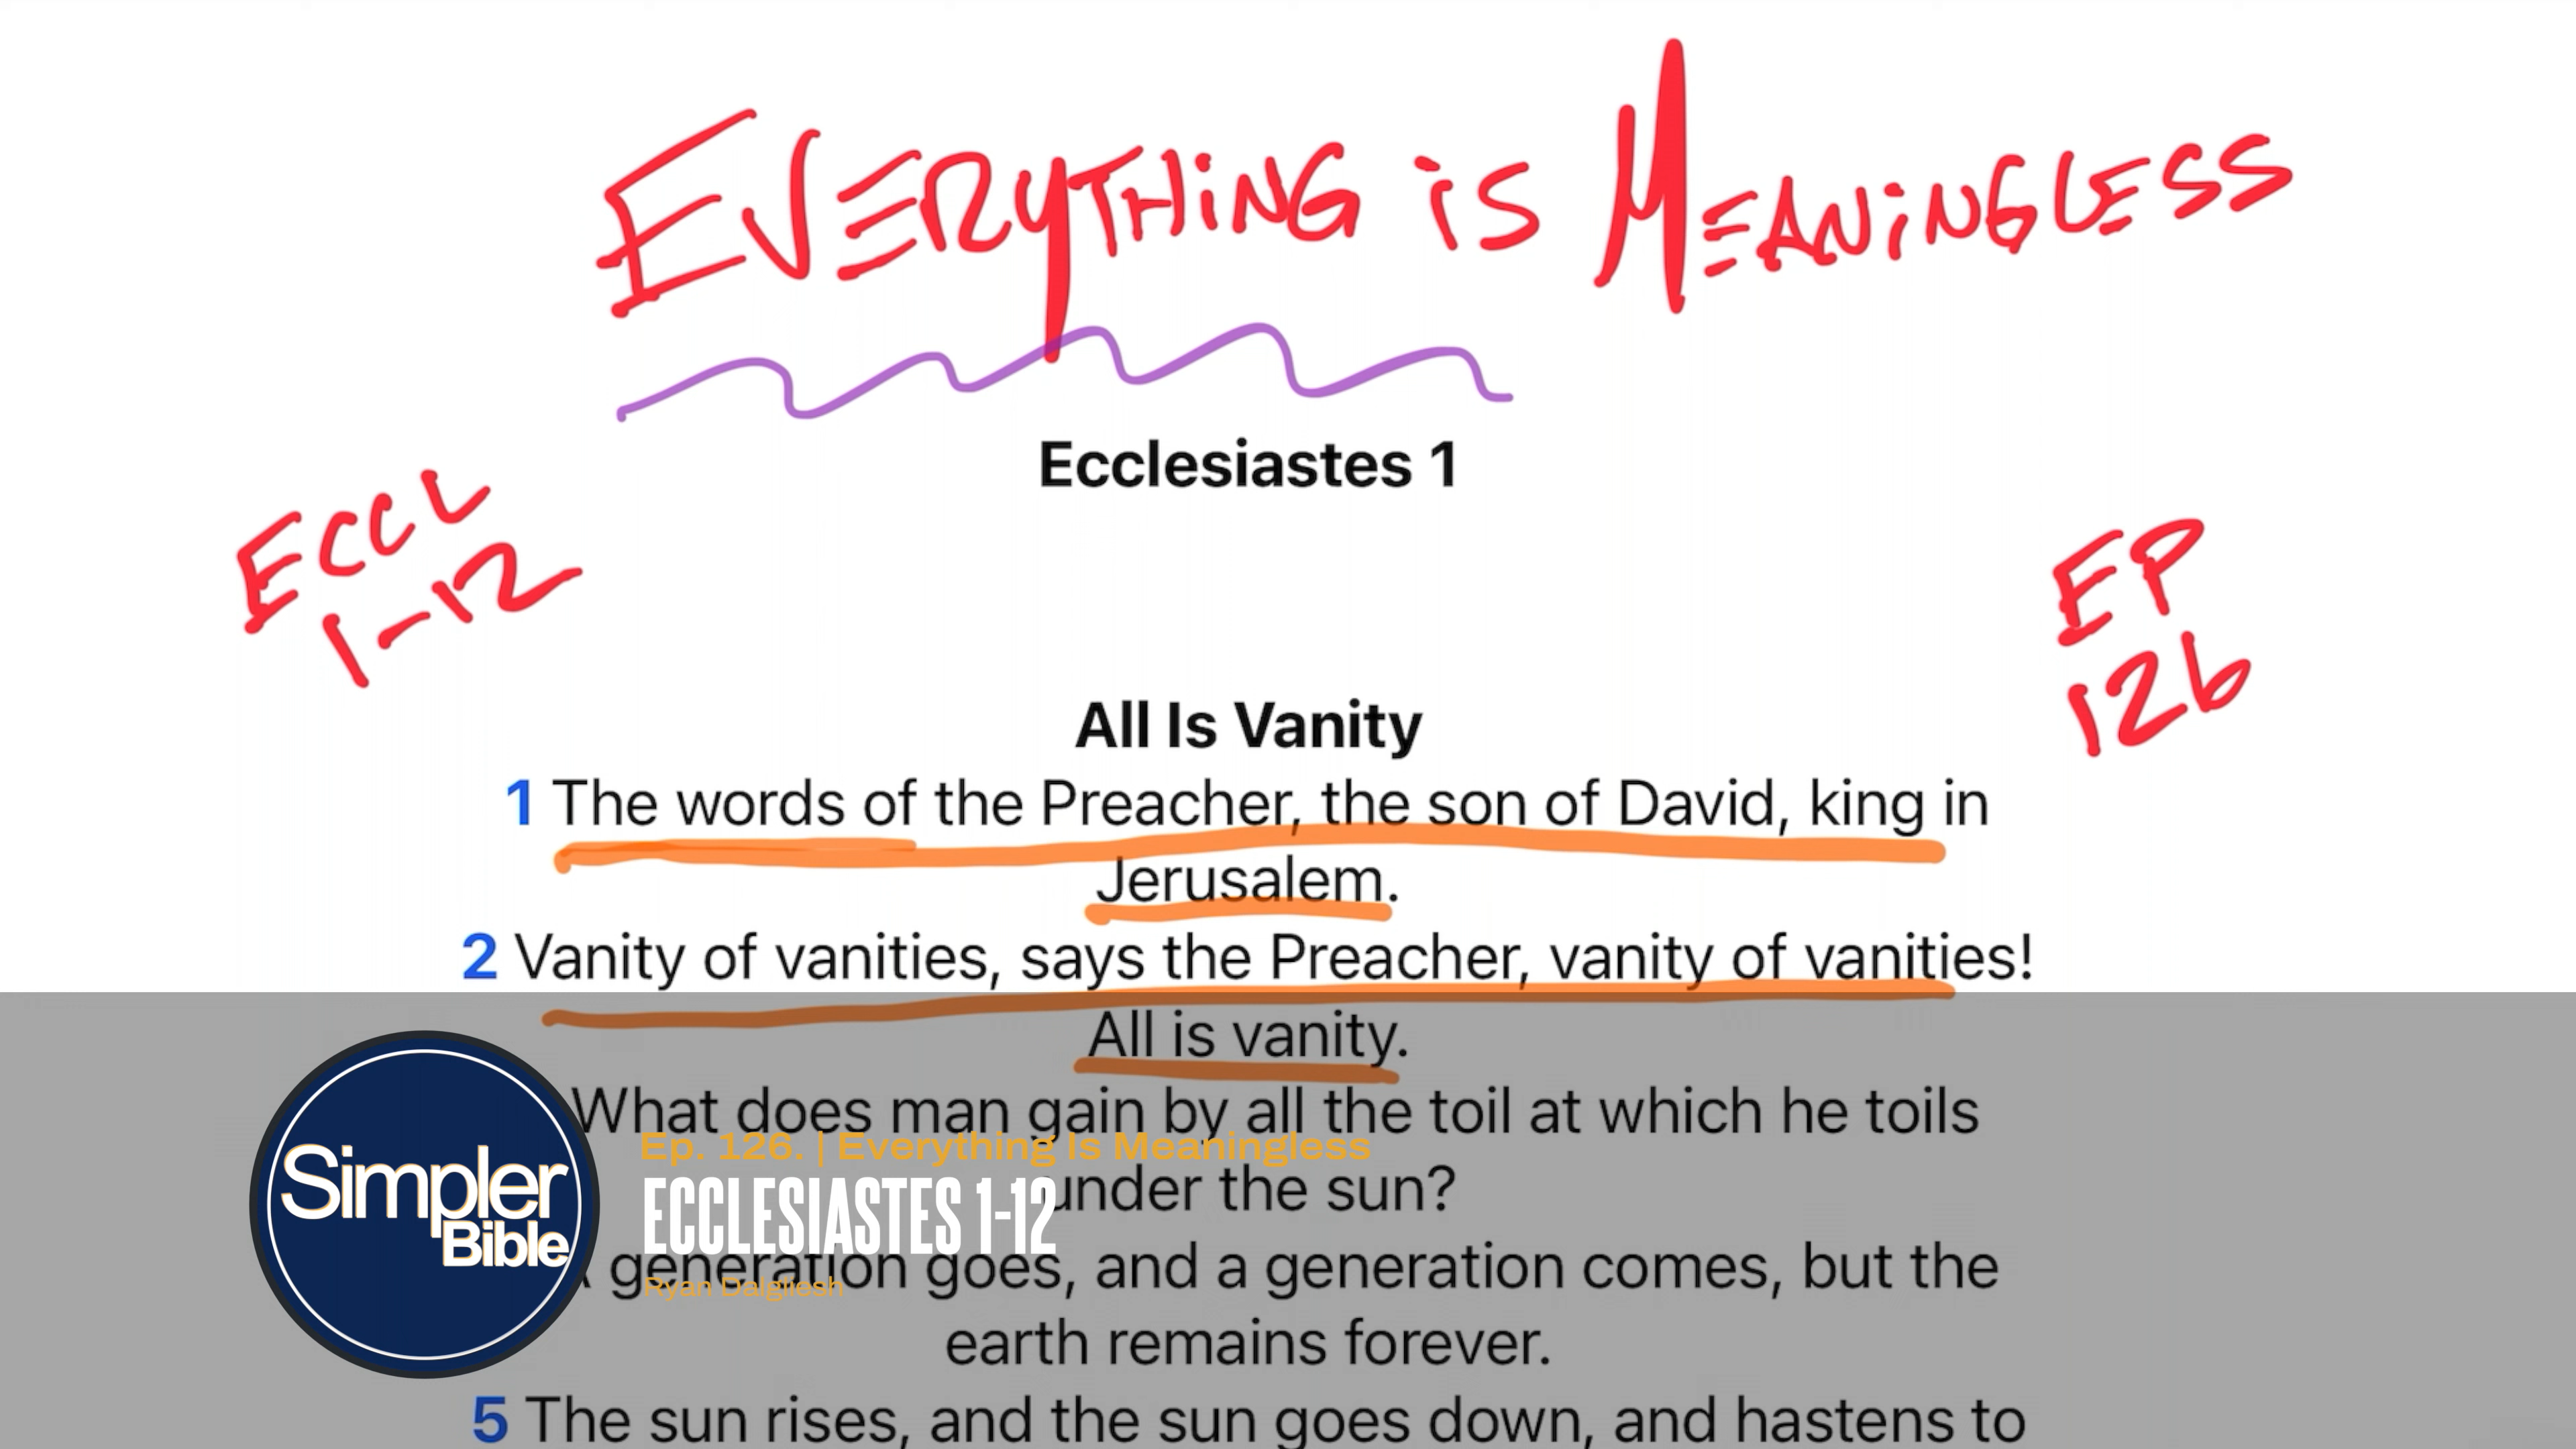 EVERYTHING iS MEANiNGLESS
Ecclesiastes 1
ECCL
1-12
EP
126
All Is Vanity
1 The words of the Preacher, the son of David, king in
Jerusalem.
2 Vanity of vanities, says the Preacher, vanity of vanities!
All is vanity.
What does man gain by all the toil at which he toils
under the sun?
generation goes, and a generation comes, but the
earth remains forever.
5 The sun rises, and the sun goes down, and hastens to
Simpler
Bible
Ep. 126. | Everything Is Meaningless
ECCLESIASTES 1-12
Ryan Dalgliesh